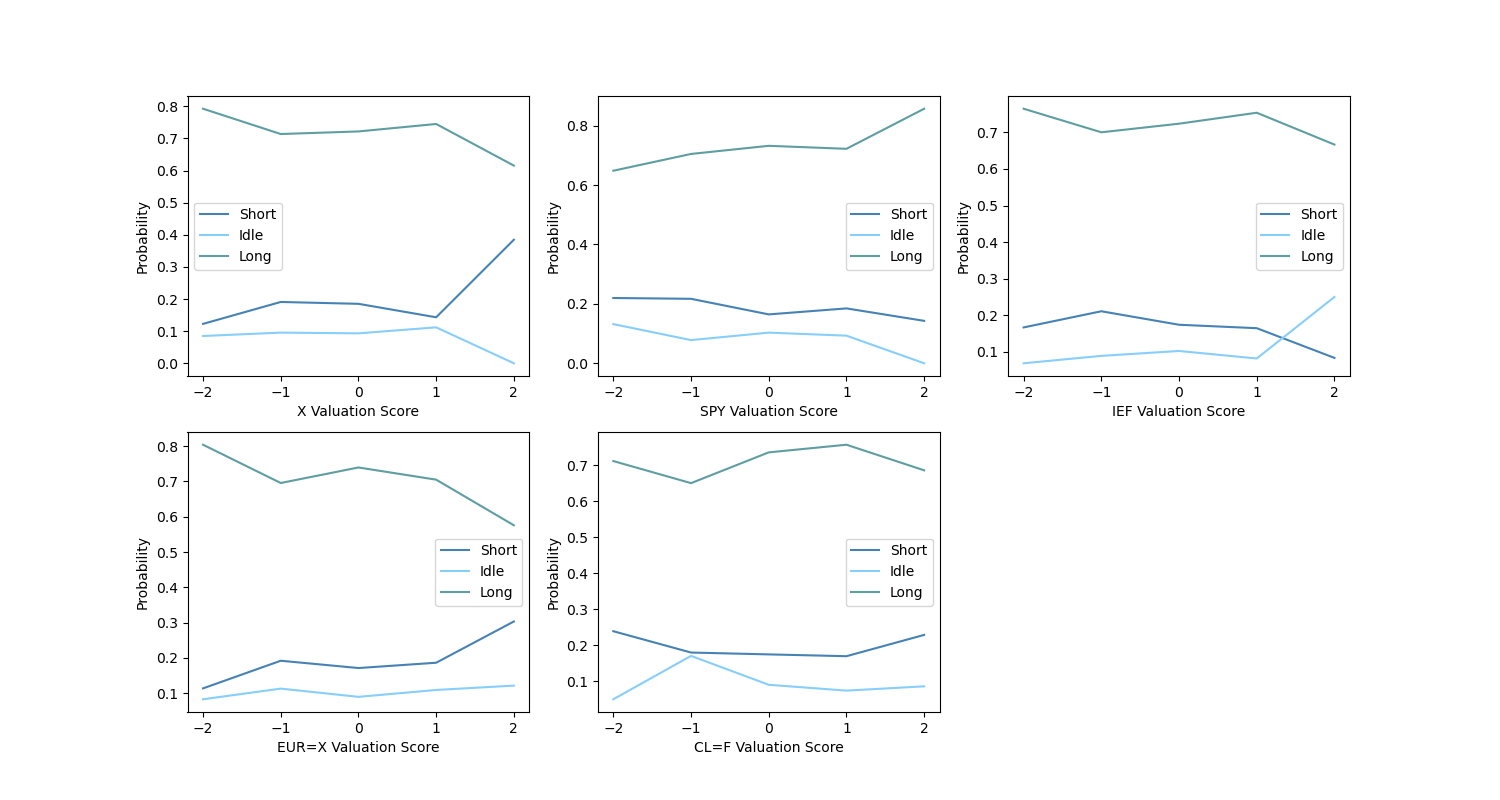 0.8
0.7
0.6
0.5
0.4
0.3
0.2
0.1
0.0
Probability
Short
Idle
Long
−2 −1 0 1 2
X Valuation Score
0.8
0.6
0.4
0.2
0.0
Probability
Short
Idle
Long
−2 −1 0 1 2
SPY Valuation Score
0.7
0.6
0.5
0.4
0.3
0.2
0.1
Probability
Short
Idle
Long
−2 −1 0 1 2
IEF Valuation Score
0.8
0.7
0.6
0.5
0.4
0.3
0.2
0.1
Probability
Short
Idle
Long
−2 −1 0 1 2
EUR=X Valuation Score
0.7
0.6
0.5
0.4
0.3
0.2
0.1
Probability
Short
Idle
Long
−2 −1 0 1 2
CL=F Valuation Score